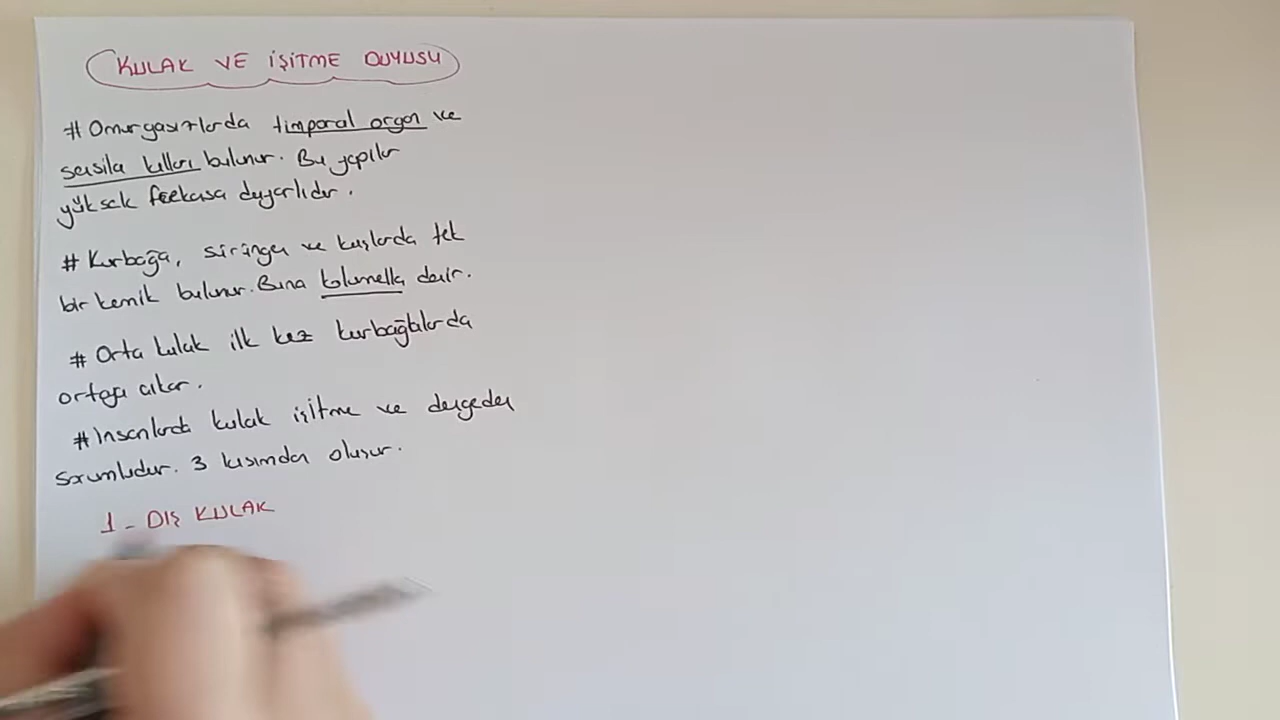 KULAK VE İŞİTME DUYUSU
# Omurgasızlarda timporal organ ve
sensila kılları bulunur. Bu yapılar
yüksek frekansa duyarlıdır.
# Kurbağa, sürüngen ve kuşlarda tek
bir kemik bulunur. Buna kolumella denir.
# Orta kulak ilk kez kurbağalarda
ortaya çıkar.
# İnsanlarda kulak işitme ve dengeden
sorumludur. 3 kısımdan oluşur.
1 - DIŞ KULAK